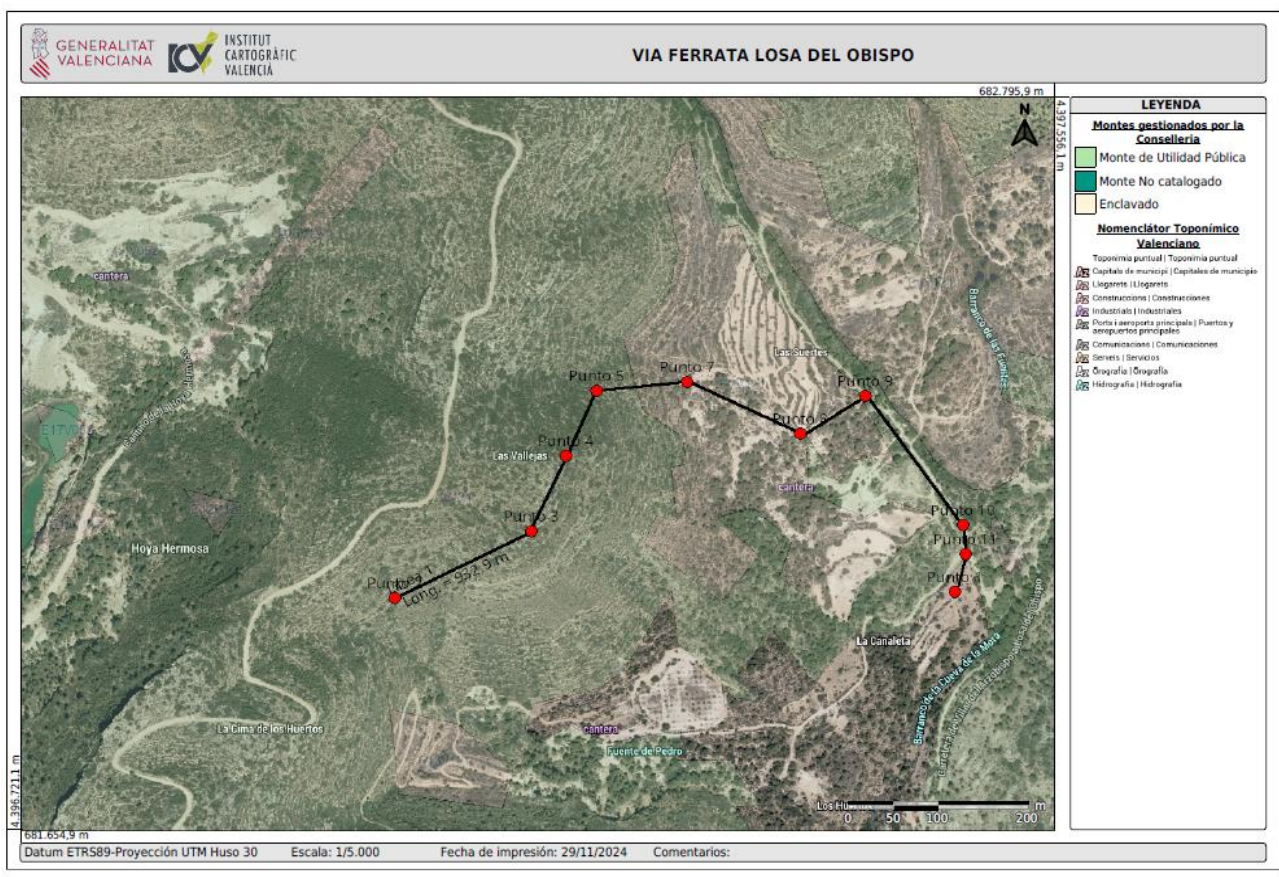 GENERALITAT
VALENCIANA
INSTITUT
CARTOGRÀFIC
VALENCIÀ
VIA FERRATA LOSA DEL OBISPO
682.795,9 m
4.397.556,1 m
N
cantera
Barranco de las Fuentes
Las Suertes
Punto 7
Punto 5
Punto 9
Punto 8
Punto 4
Las Vallejas
cantera
Punto 10
Punto 3
Punto 11
Hoya Hermosa
Long. = 932.9 m
La Canaleta
Barranco de la Cueva de la Mora
La Cima de los Huertos
cantera
Fuente de Pedro
m
0 50 100 200
4.396.721,1 m
681.654,9 m
LEYENDA
Montes gestionados por la
Conselleria
Monte de Utilidad Pública
Monte No catalogado
Enclavado
Nomenclátor Toponímico
Valenciano
Toponimia puntual | Toponimia puntual
Capitals de municipi | Capitales de municipio
Llogarets | Llogarets
Construccions | Construcciones
Industrials | Industriales
Ports i aeroports principals | Puertos y
aeropuertos principales
Comunicacions | Comunicaciones
Serveis | Servicios
Orografia | Orografía
Hidrografia | Hidrografía
Datum ETRS89-Proyección UTM Huso 30 Escala: 1/5.000 Fecha de impresión: 29/11/2024 Comentarios: